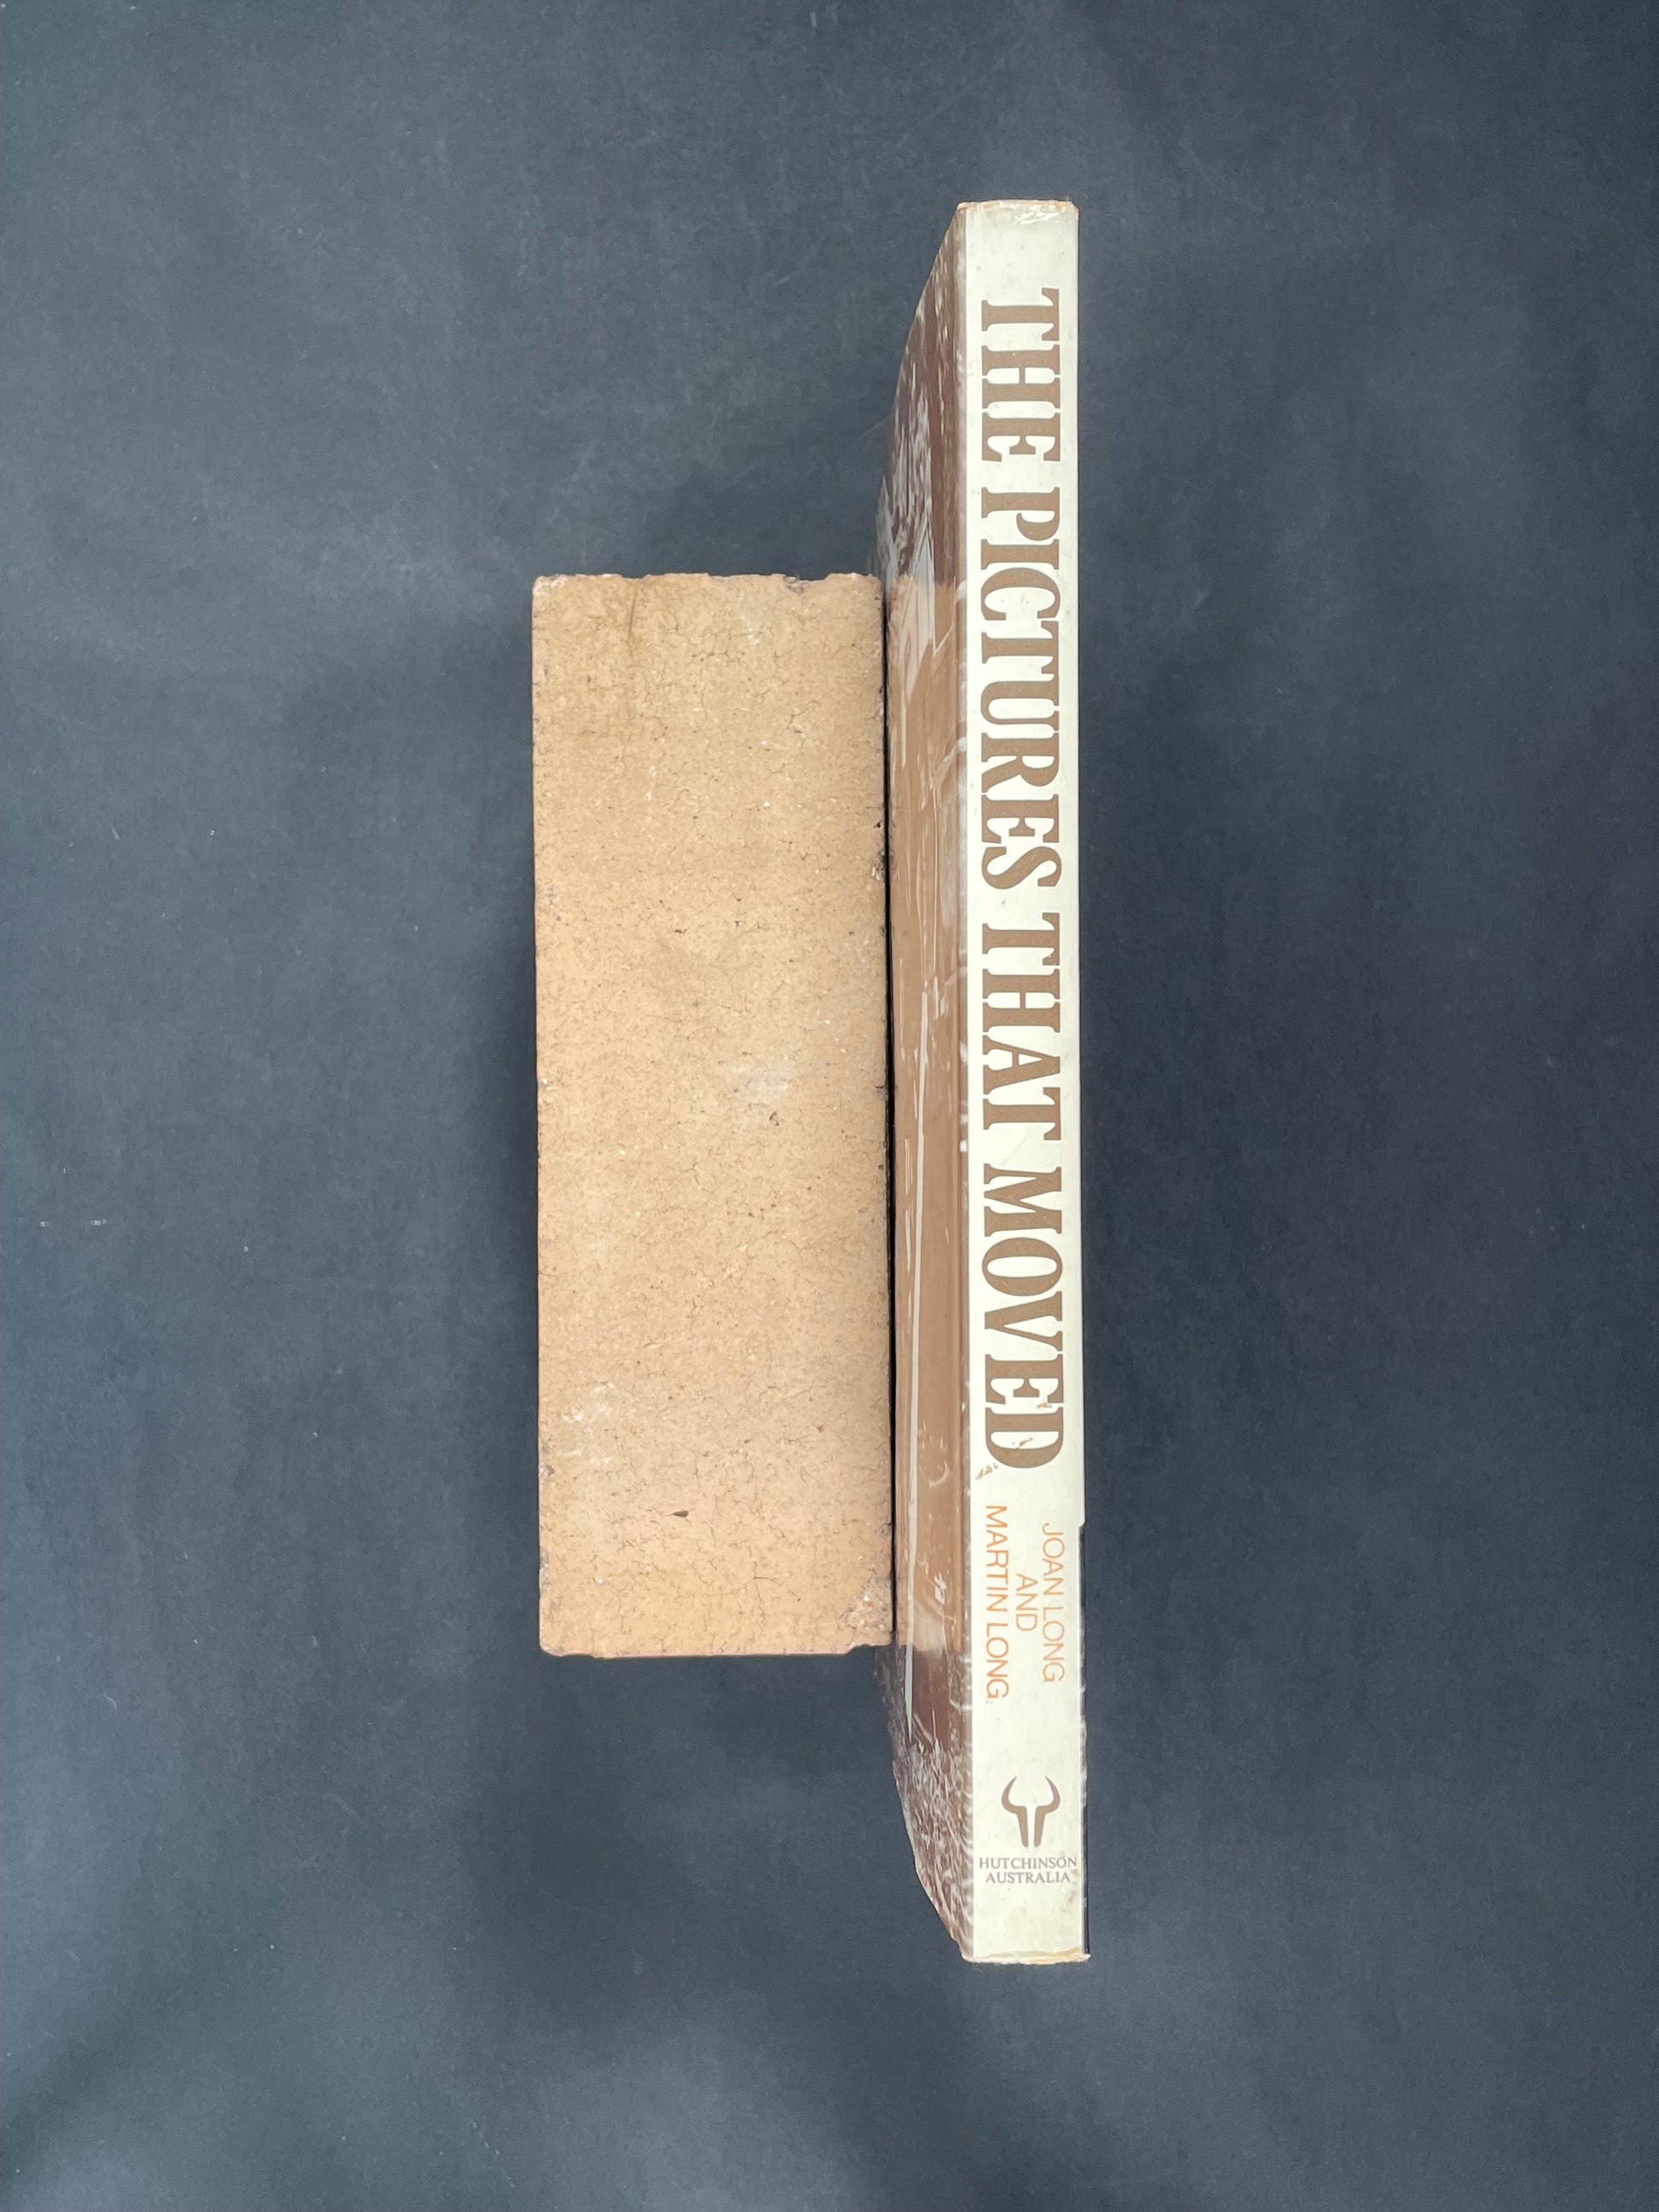 THE PICTURES THAT MOVED
JOAN LONG
AND
MARTIN LONG
HUTCHINSON
AUSTRALIA